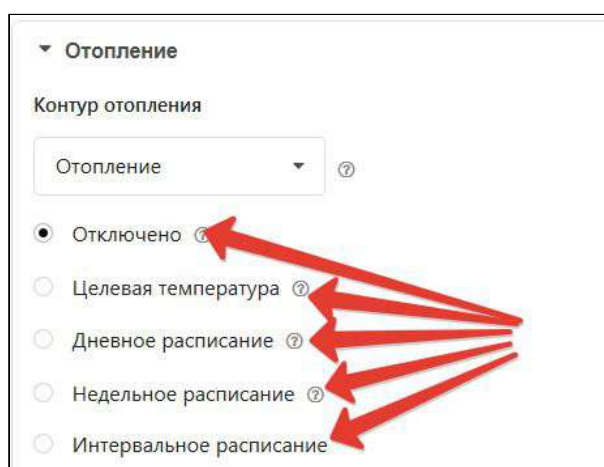 Отопление
Контур отопления
Отопление
Отключено
Целевая температура
Дневное расписание
Недельное расписание
Интервальное расписание